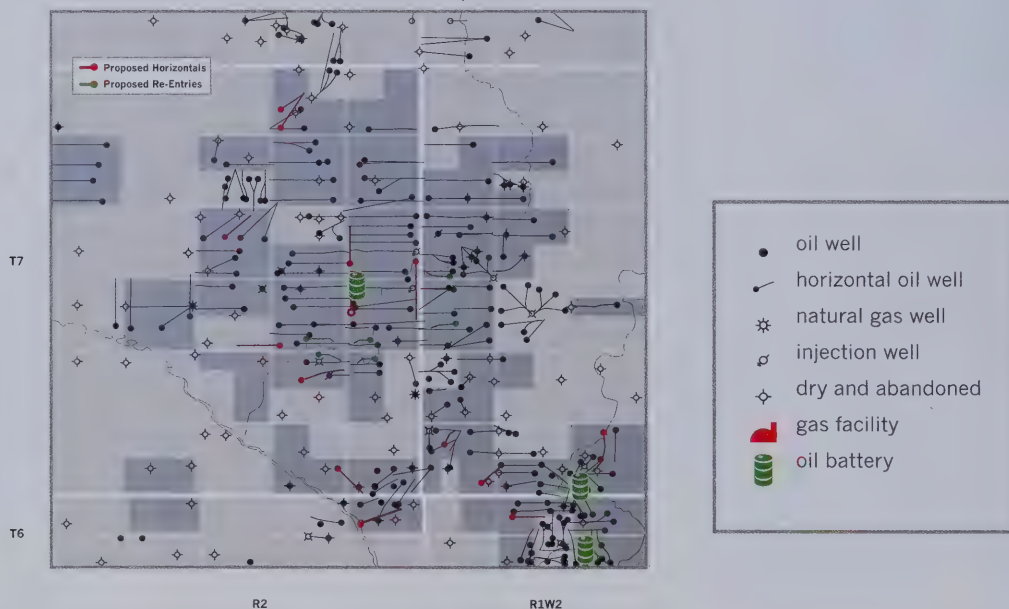 Proposed Horizontals
Proposed Re-Entries
T7
T6
R2
R1W2
oil well
horizontal oil well
natural gas well
injection well
dry and abandoned
gas facility
oil battery